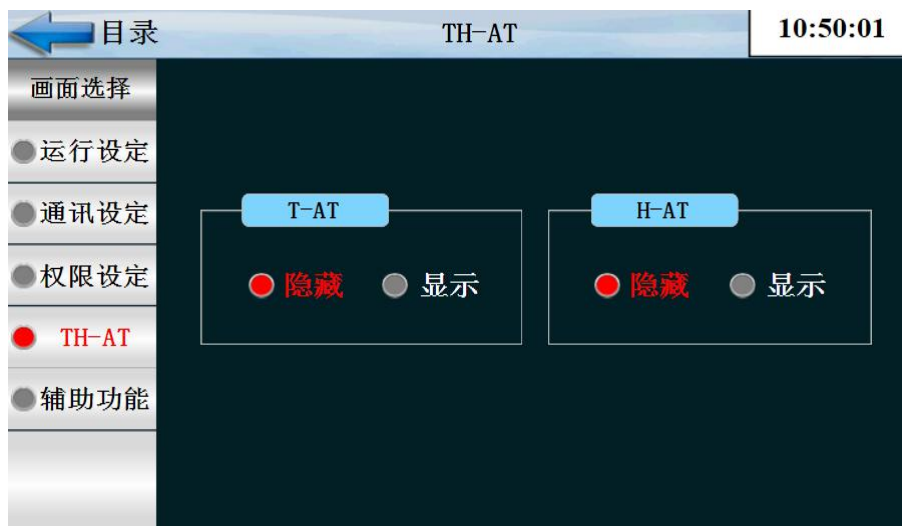 目录
TH-AT
10:50:01
画面选择
运行设定
通讯设定
权限设定
TH-AT
辅助功能
T-AT
隐藏 显示
H-AT
隐藏 显示